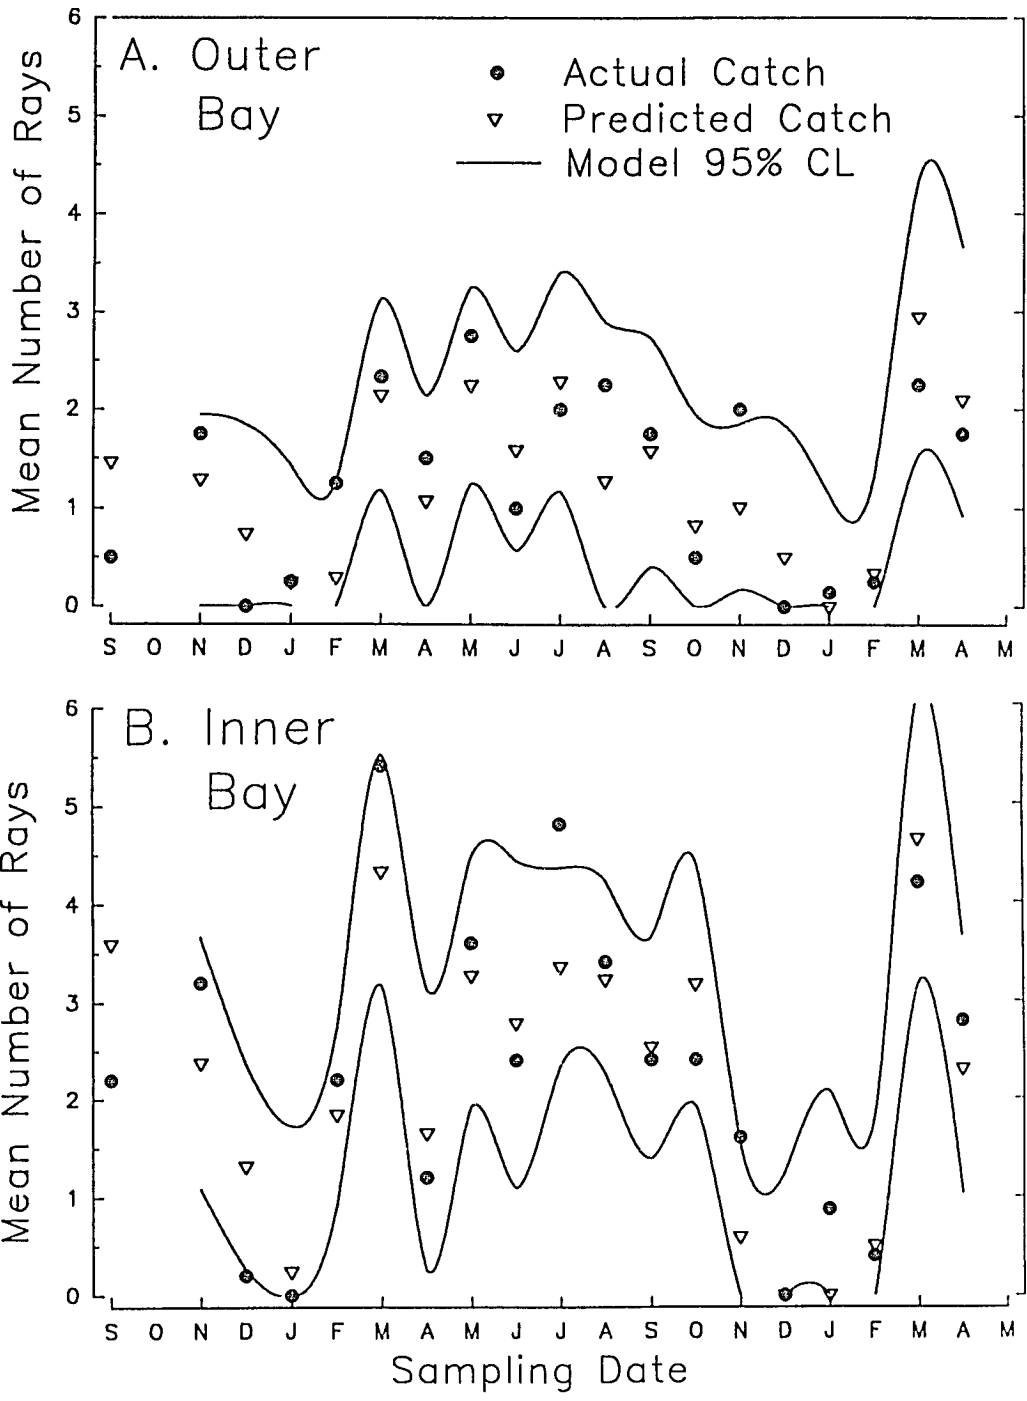 6
A. Outer
Bay
Actual Catch
Predicted Catch
Model 95% CL
5
4
3
2
1
0
Mean Number of Rays
S O N D J F M A M J J A S O N D J F M A M
6
B. Inner
Bay
5
4
3
2
1
0
Mean Number of Rays
S O N D J F M A M J J A S O N D J F M A M
Sampling Date